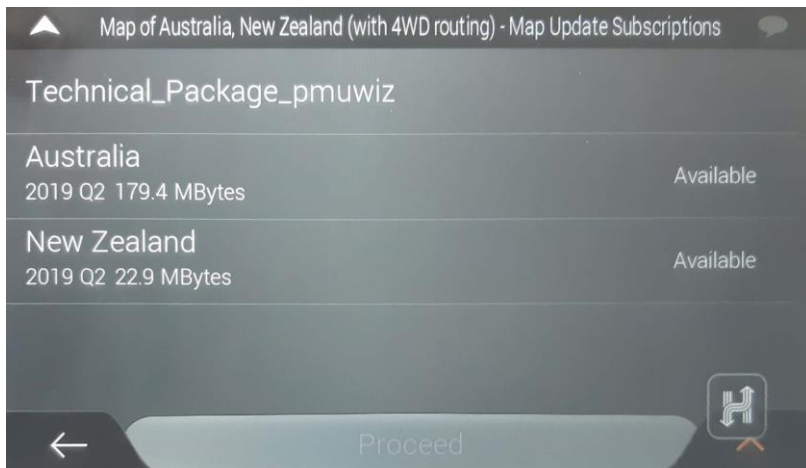 Map of Australia, New Zealand (with 4WD routing) - Map Update Subscriptions
Technical_Package_pmuwiz
Australia
2019 Q2 179.4 MBytes
Available
New Zealand
2019 Q2 22.9 MBytes
Available
Proceed